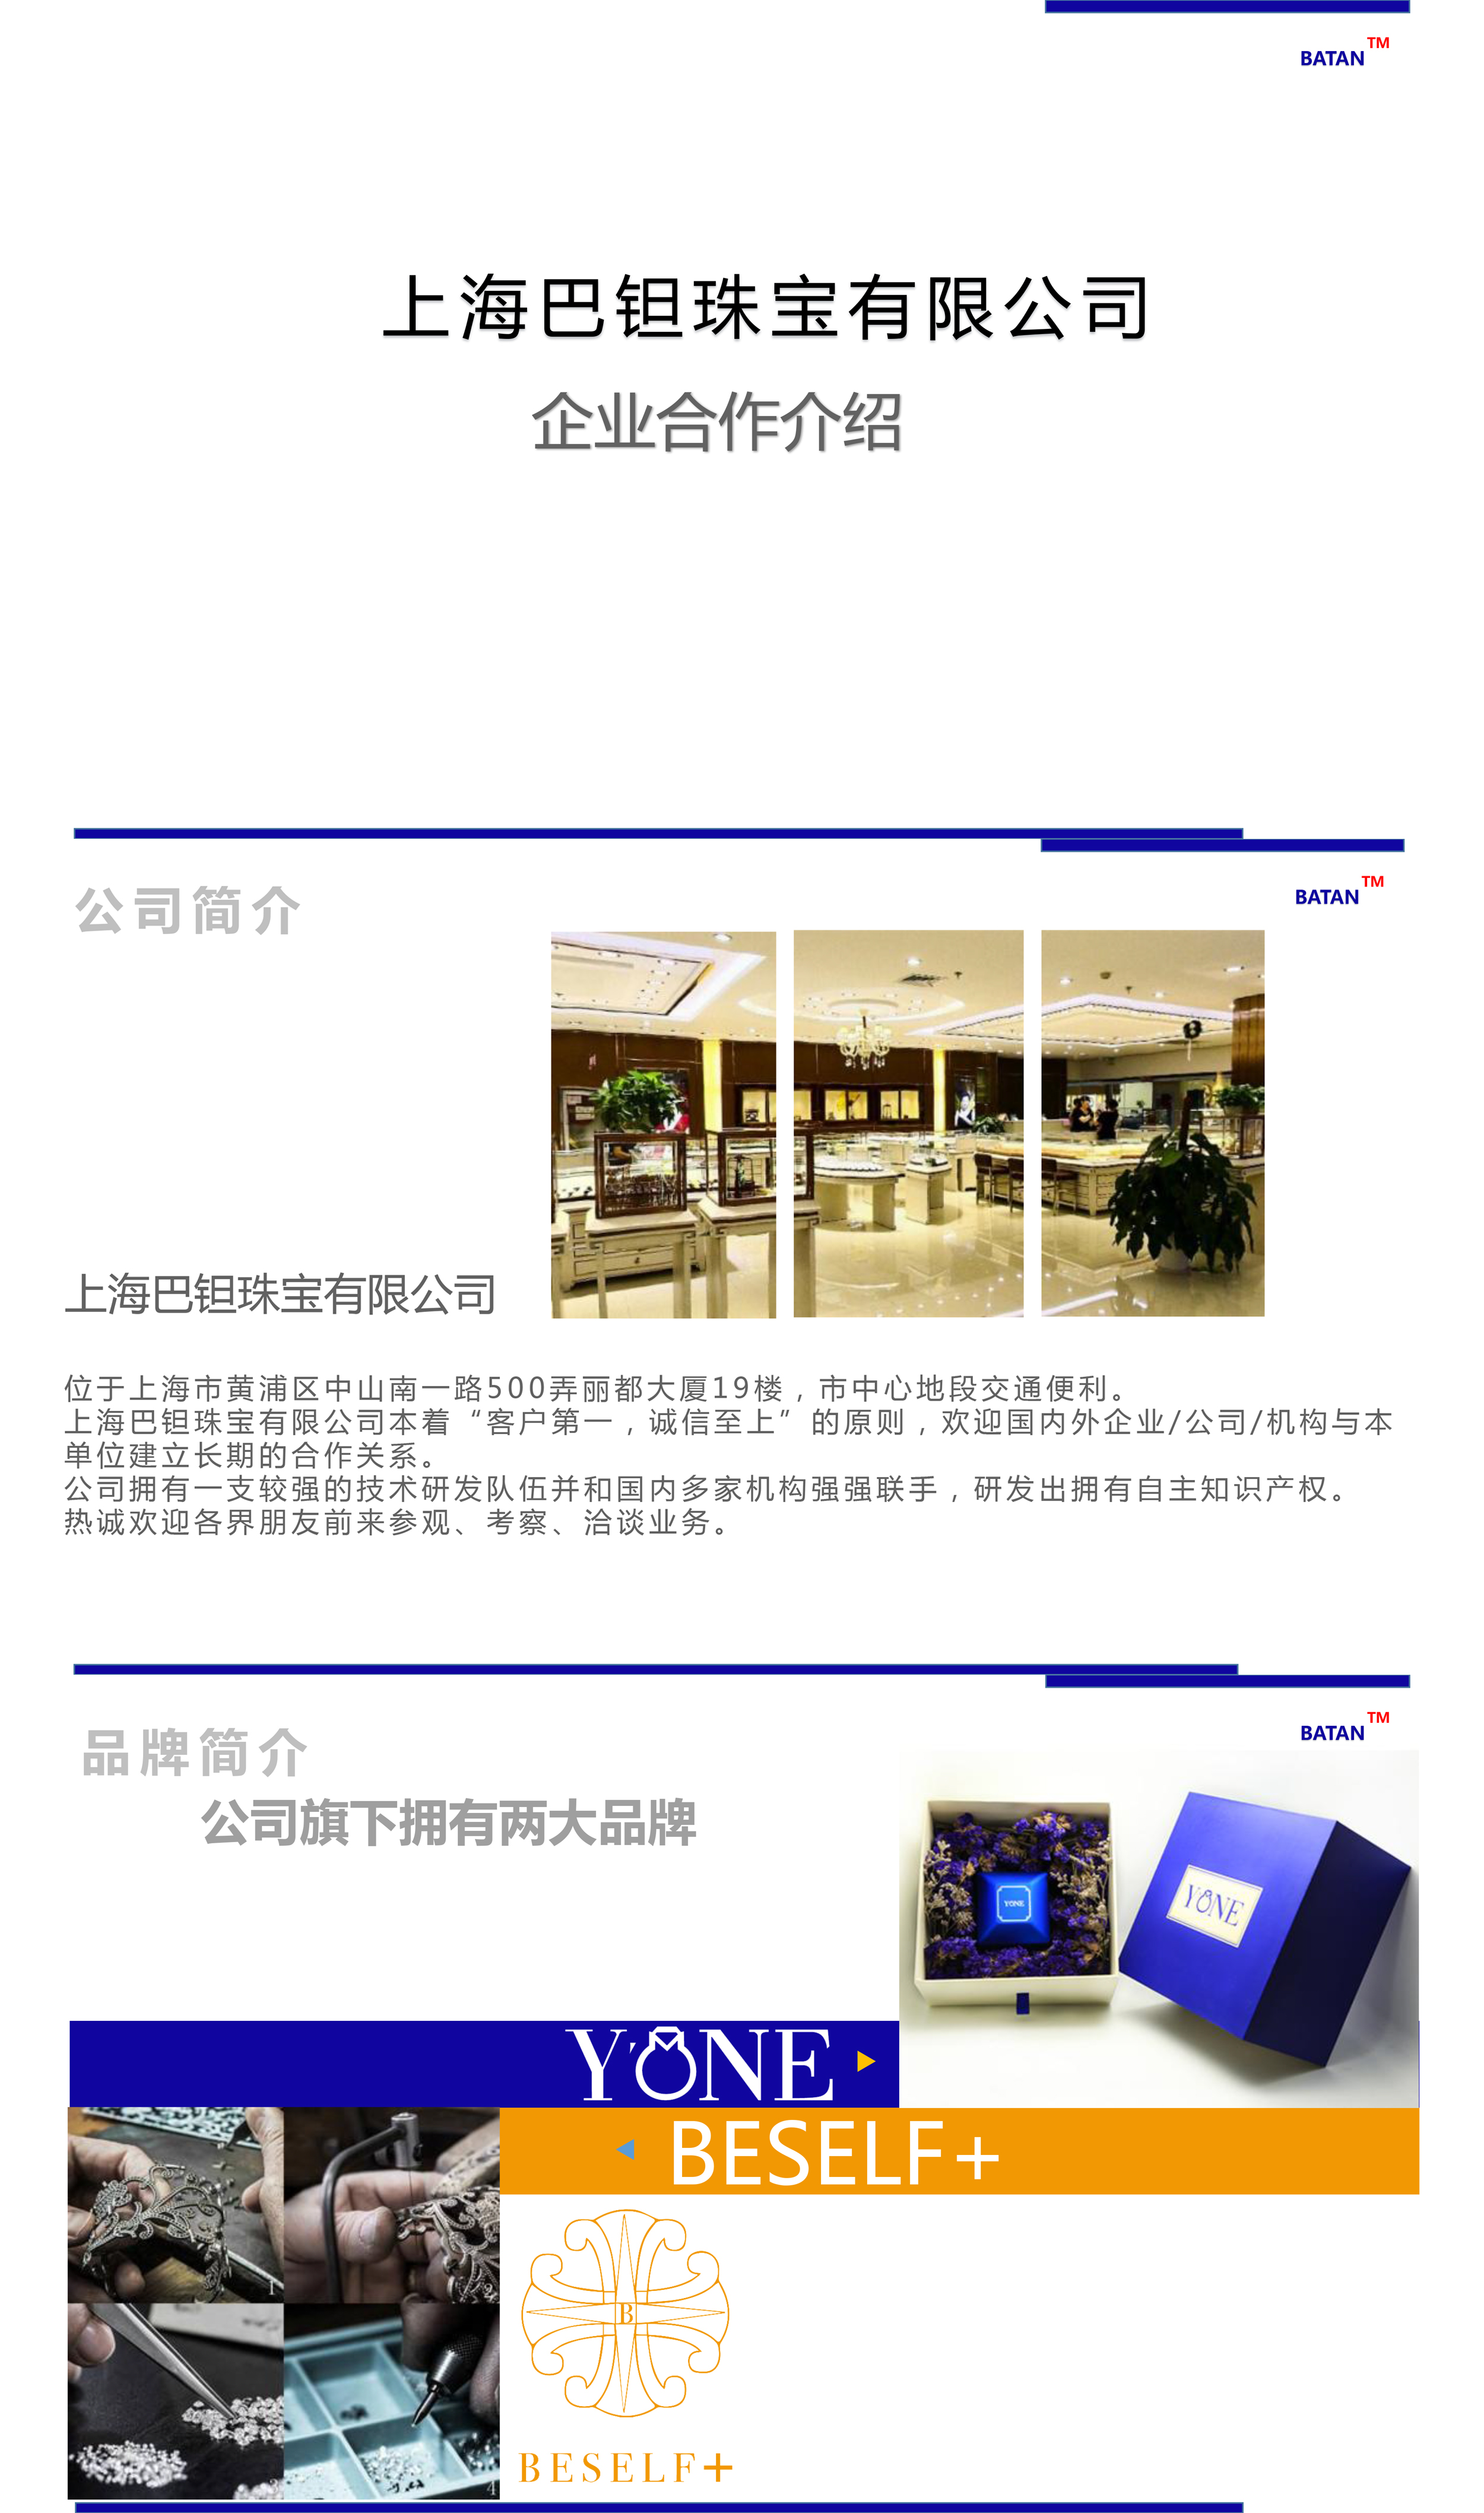 BATAN TM
上海巴钽珠宝有限公司
企业合作介绍
公司简介
BATAN TM
上海巴钽珠宝有限公司
位于上海市黄浦区中山南一路500弄丽都大厦19楼，市中心地段交通便利。
上海巴钽珠宝有限公司本着“客户第一，诚信至上”的原则，欢迎国内外企业/公司/机构与本
单位建立长期的合作关系。
公司拥有一支较强的技术研发队伍并和国内多家机构强强联手，研发出拥有自主知识产权。
热诚欢迎各界朋友前来参观、考察、洽谈业务。
品牌简介
BATAN TM
公司旗下拥有两大品牌
YONE
YONE
Y'ONE
BESELF+
1
2
3
4
B
BESELF+